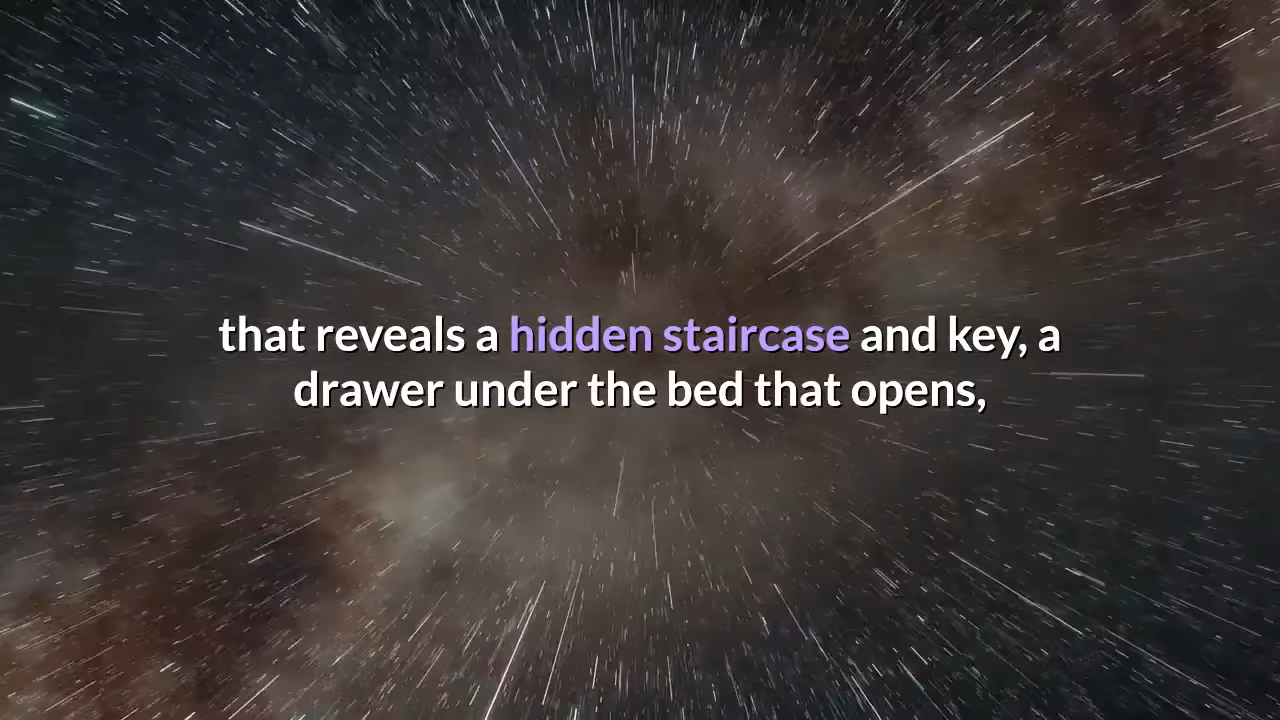 that reveals a hidden staircase and key, a
drawer under the bed that opens,